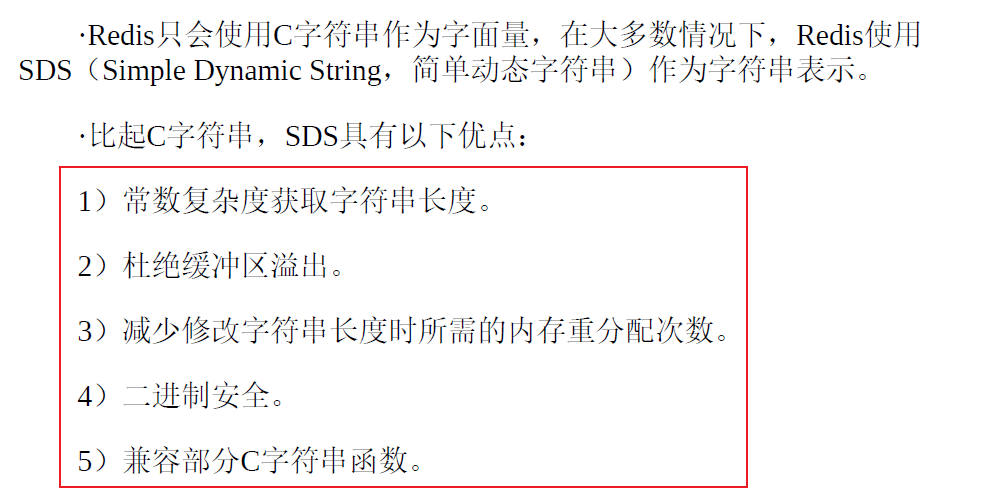 ·Redis只会使用C字符串作为字面量，在大多数情况下，Redis使用
SDS（Simple Dynamic String，简单动态字符串）作为字符串表示。
·比起C字符串，SDS具有以下优点：
1）常数复杂度获取字符串长度。
2）杜绝缓冲区溢出。
3）减少修改字符串长度时所需的内存重分配次数。
4）二进制安全。
5）兼容部分C字符串函数。